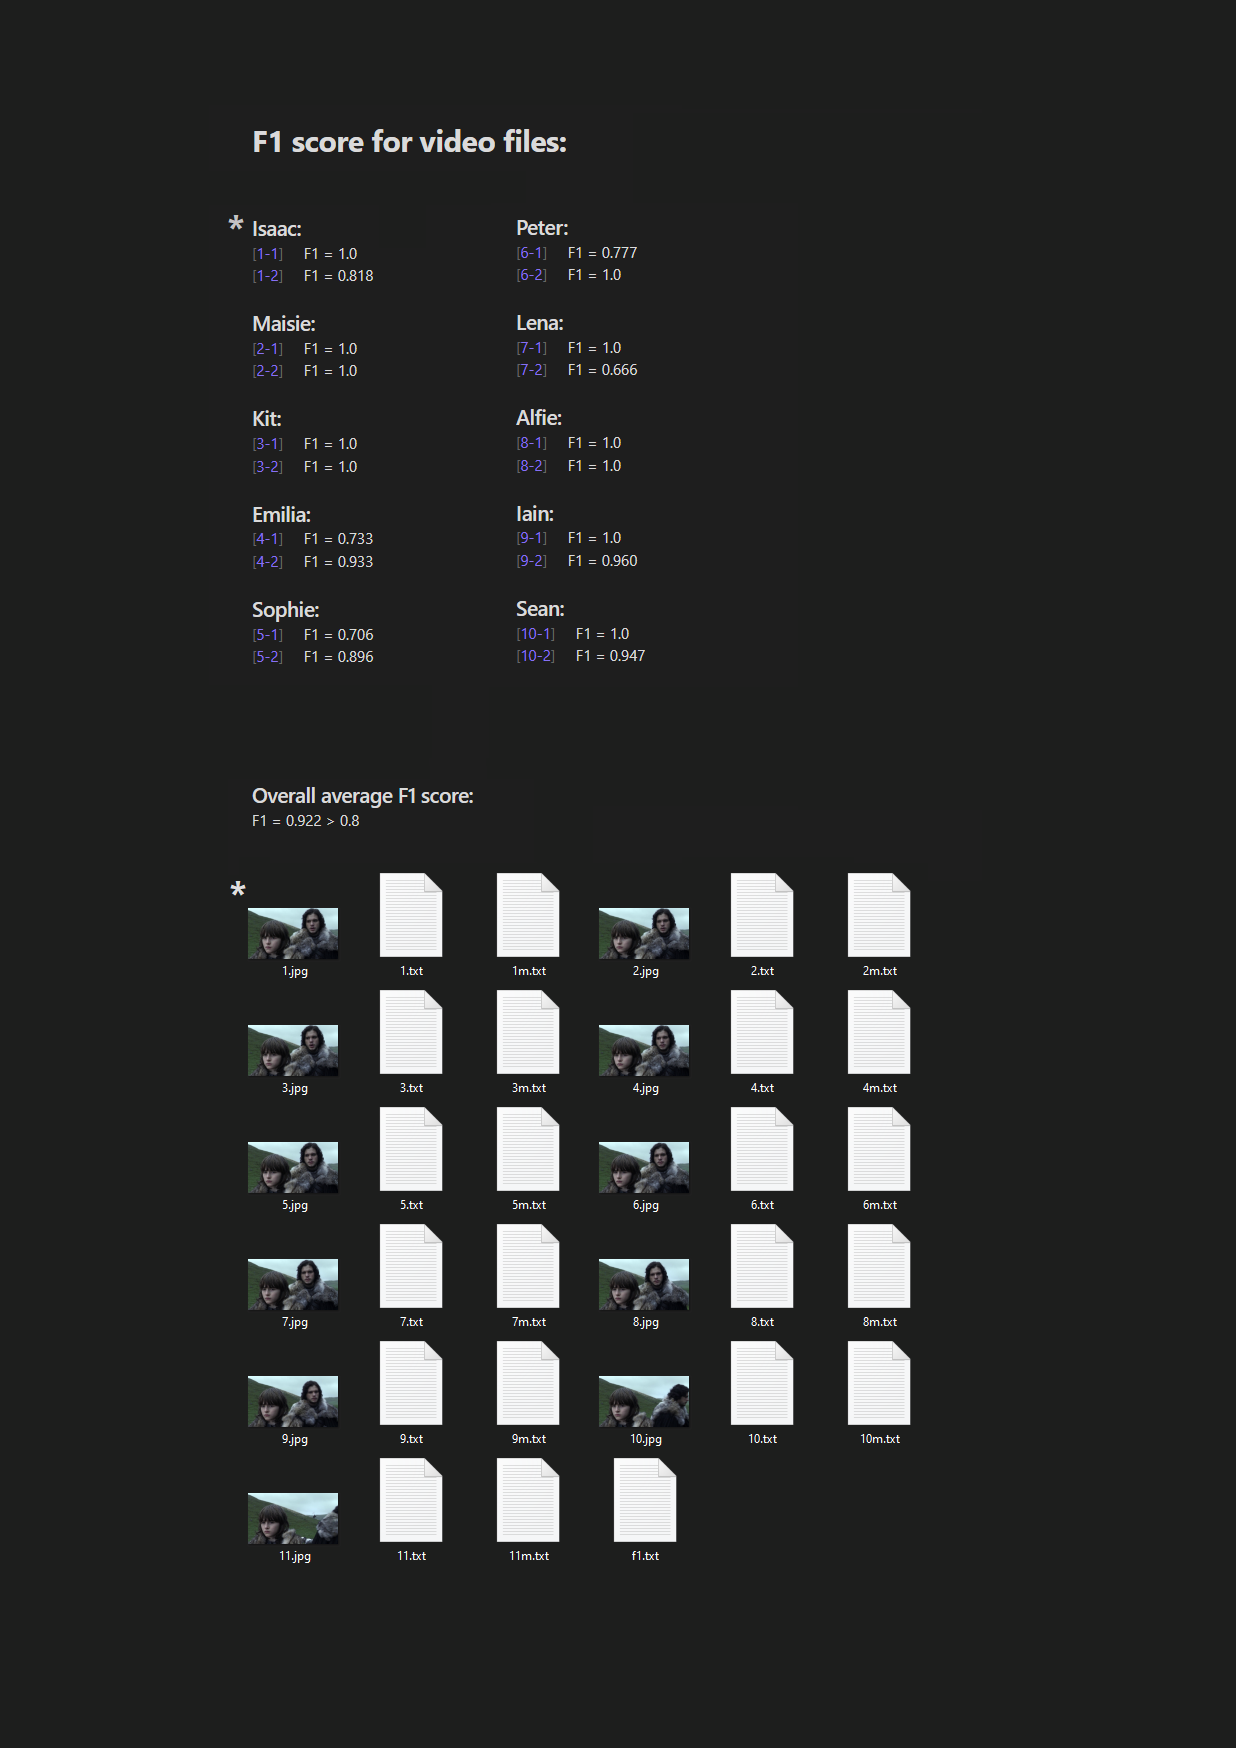 F1 score for video files:
* Isaac:
[1-1] F1 = 1.0
[1-2] F1 = 0.818
Maisie:
[2-1] F1 = 1.0
[2-2] F1 = 1.0
Kit:
[3-1] F1 = 1.0
[3-2] F1 = 1.0
Emilia:
[4-1] F1 = 0.733
[4-2] F1 = 0.933
Sophie:
[5-1] F1 = 0.706
[5-2] F1 = 0.896
Peter:
[6-1] F1 = 0.777
[6-2] F1 = 1.0
Lena:
[7-1] F1 = 1.0
[7-2] F1 = 0.666
Alfie:
[8-1] F1 = 1.0
[8-2] F1 = 1.0
Iain:
[9-1] F1 = 1.0
[9-2] F1 = 0.960
Sean:
[10-1] F1 = 1.0
[10-2] F1 = 0.947
Overall average F1 score:
F1 = 0.922 > 0.8
*
1.jpg 1.txt 1m.txt 2.jpg 2.txt 2m.txt
3.jpg 3.txt 3m.txt 4.jpg 4.txt 4m.txt
5.jpg 5.txt 5m.txt 6.jpg 6.txt 6m.txt
7.jpg 7.txt 7m.txt 8.jpg 8.txt 8m.txt
9.jpg 9.txt 9m.txt 10.jpg 10.txt 10m.txt
11.jpg 11.txt 11m.txt f1.txt